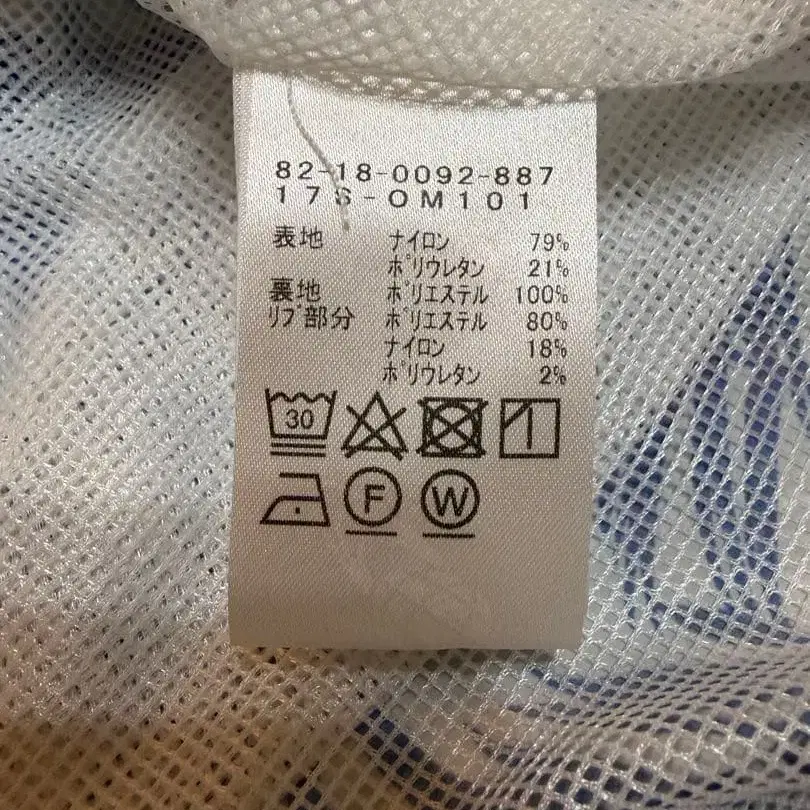 82-18-0092-887
17S-OM101
表地 ナイロン 79%
ポリウレタン 21%
裏地 ポリエステル 100%
リブ部分 ポリエステル 80%
ナイロン 18%
ポリウレタン 2%
30
F W